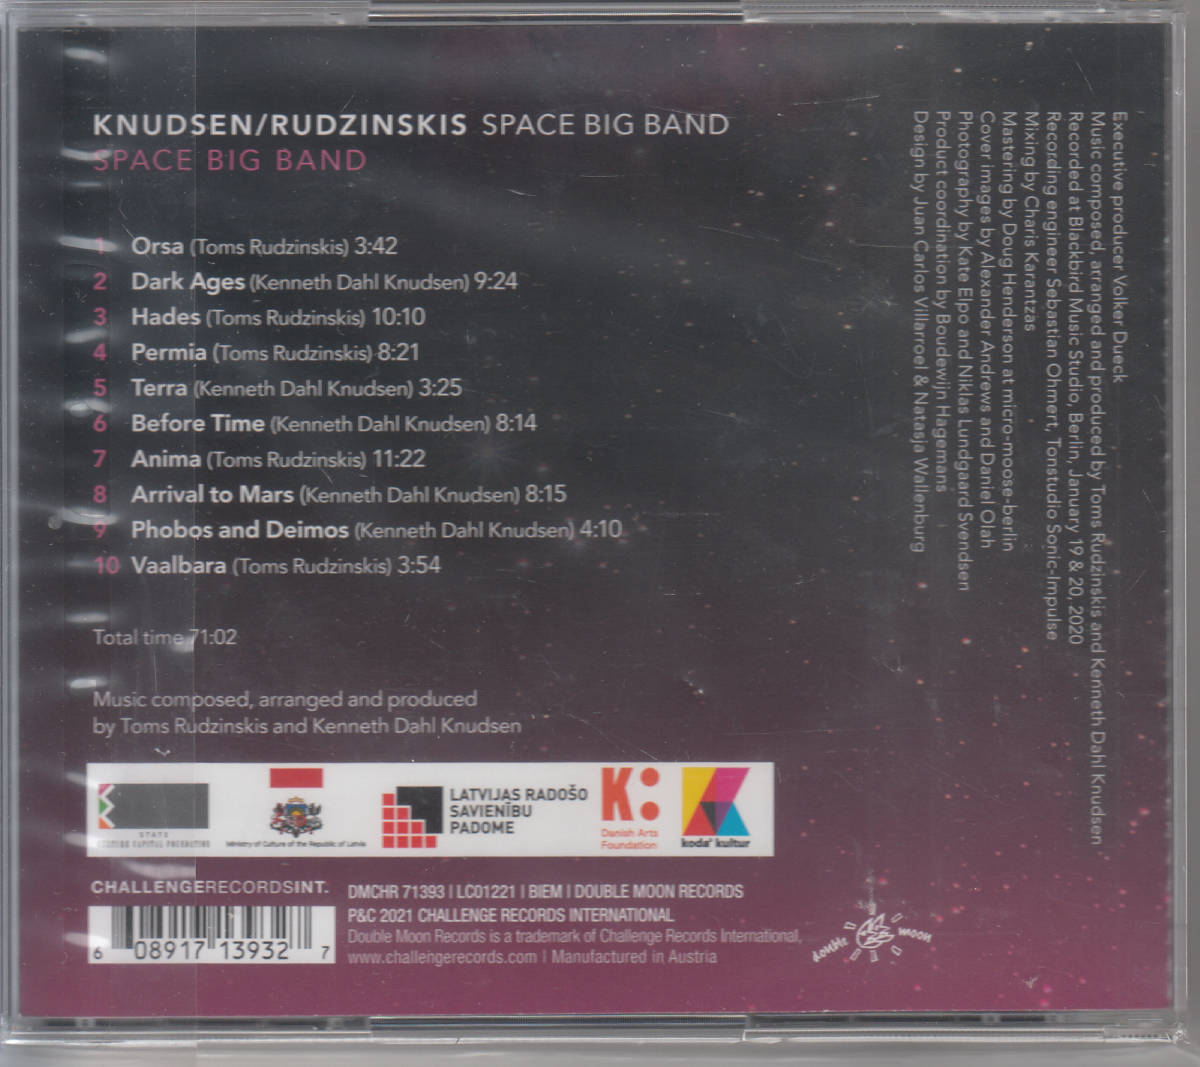 KNUDSEN/RUDZINSKIS SPACE BIG BAND
SPACE BIG BAND
1 Orsa (Toms Rudzinskis) 3:42
2 Dark Ages (Kenneth Dahl Knudsen) 9:24
3 Hades (Toms Rudzinskis) 10:10
4 Permia (Toms Rudzinskis) 8:21
5 Terra (Kenneth Dahl Knudsen) 3:25
6 Before Time (Kenneth Dahl Knudsen) 8:14
7 Anima (Toms Rudzinskis) 11:22
8 Arrival to Mars (Kenneth Dahl Knudsen) 8:15
9 Phobos and Deimos (Kenneth Dahl Knudsen) 4:10
10 Vaalbara (Toms Rudzinskis) 3:54
Total time 71:02
Music composed, arranged and produced
by Toms Rudzinskis and Kenneth Dahl Knudsen
Executive producer Volker Dueck
Music composed, arranged and produced by Toms Rudzinskis and Kenneth Dahl Knudsen
Recorded at Blackbird Music Studio, Berlin, January 19 & 20, 2020
Recording engineer Sebastian Ohmert, Tonstudio Sonic-Impulse
Mixing by Charis Karantzas
Mastering by Doug Henderson at micro-moose-berlin
Cover images by Alexander Andrews and Daniel Olah
Photography by Kate Elpo and Niklas Lundgaard Svendsen
Product coordination by Boudewijn Hagemans
Design by Juan Carlos Villarroel & Natasja Wallenburg
STATE
CULTURE CAPITAL FOUNDATION
Ministry of Culture of the Republic of Latvia
LATVIJAS RADOŠO
SAVIENĪBU
PADOME
K:
Danish Arts
Foundation
koda' kultur
CHALLENGERECORDSINT.
6 08917 13932 7
DMCHR 71393 | LC01221 | BIEM | DOUBLE MOON RECORDS
P&C 2021 CHALLENGE RECORDS INTERNATIONAL
Double Moon Records is a trademark of Challenge Records International,
www.challengerecords.com | Manufactured in Austria
double moon